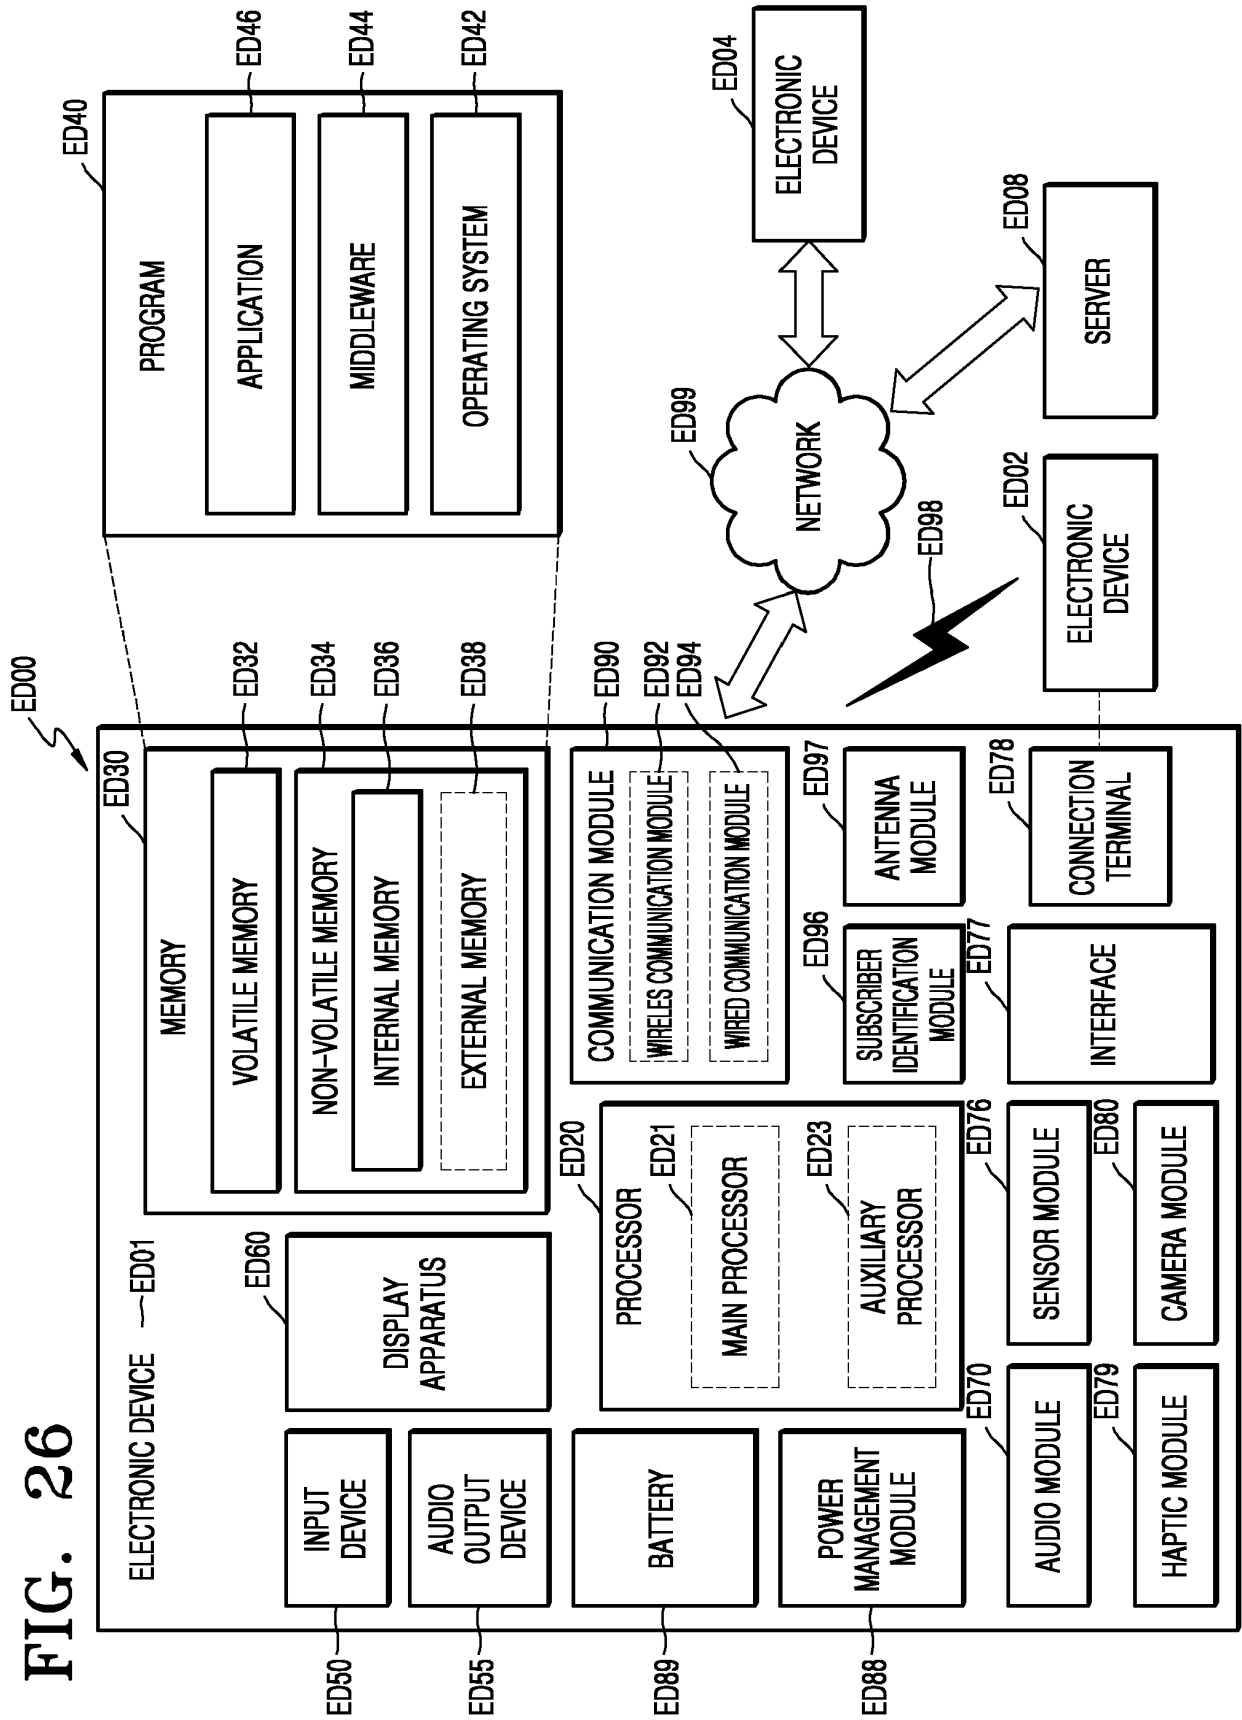 FIG. 26
ED00
ELECTRONIC DEVICE
ED01
ED50
INPUT
DEVICE
ED55
AUDIO
OUTPUT
DEVICE
ED60
DISPLAY
APPARATUS
ED30
MEMORY
VOLATILE MEMORY
ED32
NON-VOLATILE MEMORY
ED34
INTERNAL MEMORY
ED36
EXTERNAL MEMORY
ED38
ED40
PROGRAM
APPLICATION
ED46
MIDDLEWARE
ED44
OPERATING SYSTEM
ED42
ED89
BATTERY
ED88
POWER
MANAGEMENT
MODULE
ED20
PROCESSOR
ED21
MAIN PROCESSOR
ED23
AUXILIARY
PROCESSOR
ED90
COMMUNICATION MODULE
WIRELES COMMUNICATION MODULE
ED92
WIRED COMMUNICATION MODULE
ED94
ED96
SUBSCRIBER
IDENTIFICATION
MODULE
ED97
ANTENNA
MODULE
ED70
AUDIO MODULE
ED76
SENSOR MODULE
ED77
INTERFACE
ED78
CONNECTION
TERMINAL
ED79
HAPTIC MODULE
ED80
CAMERA MODULE
ED99
NETWORK
ED98
ED04
ELECTRONIC
DEVICE
ED02
ELECTRONIC
DEVICE
ED08
SERVER